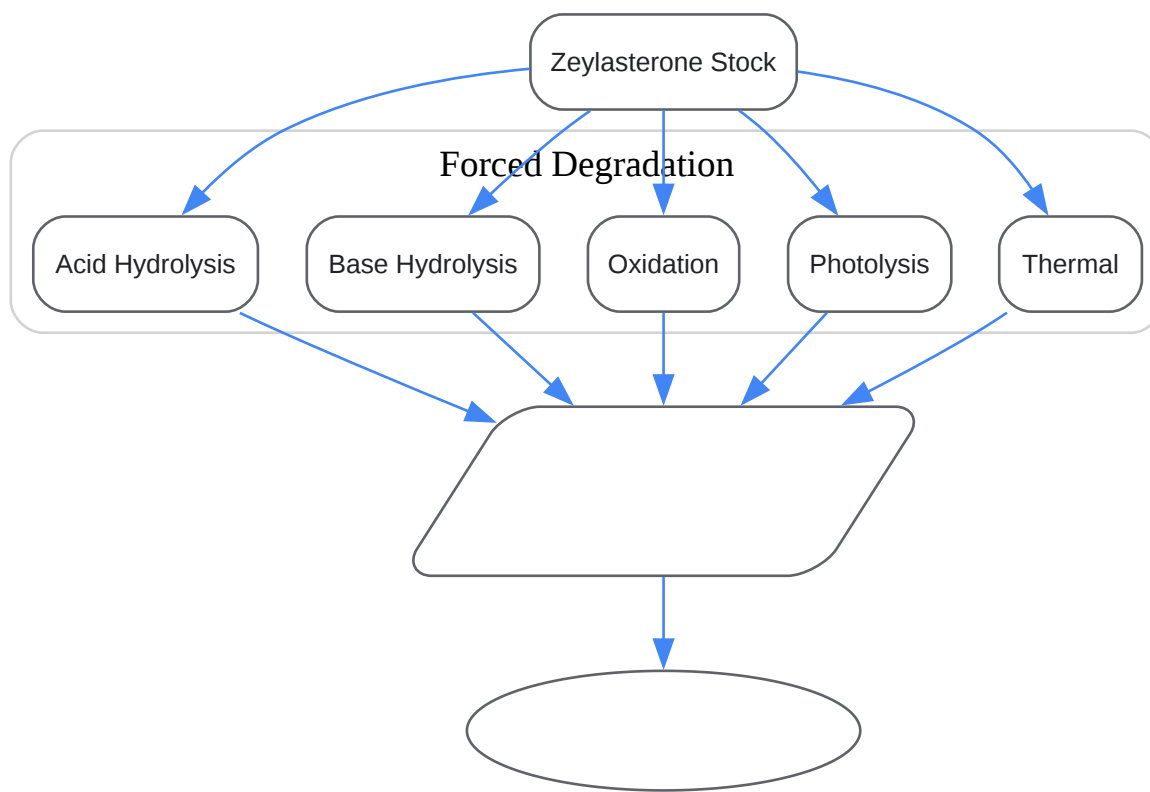 Zeylasterone Stock
Forced Degradation
Acid Hydrolysis
Base Hydrolysis
Oxidation
Photolysis
Thermal